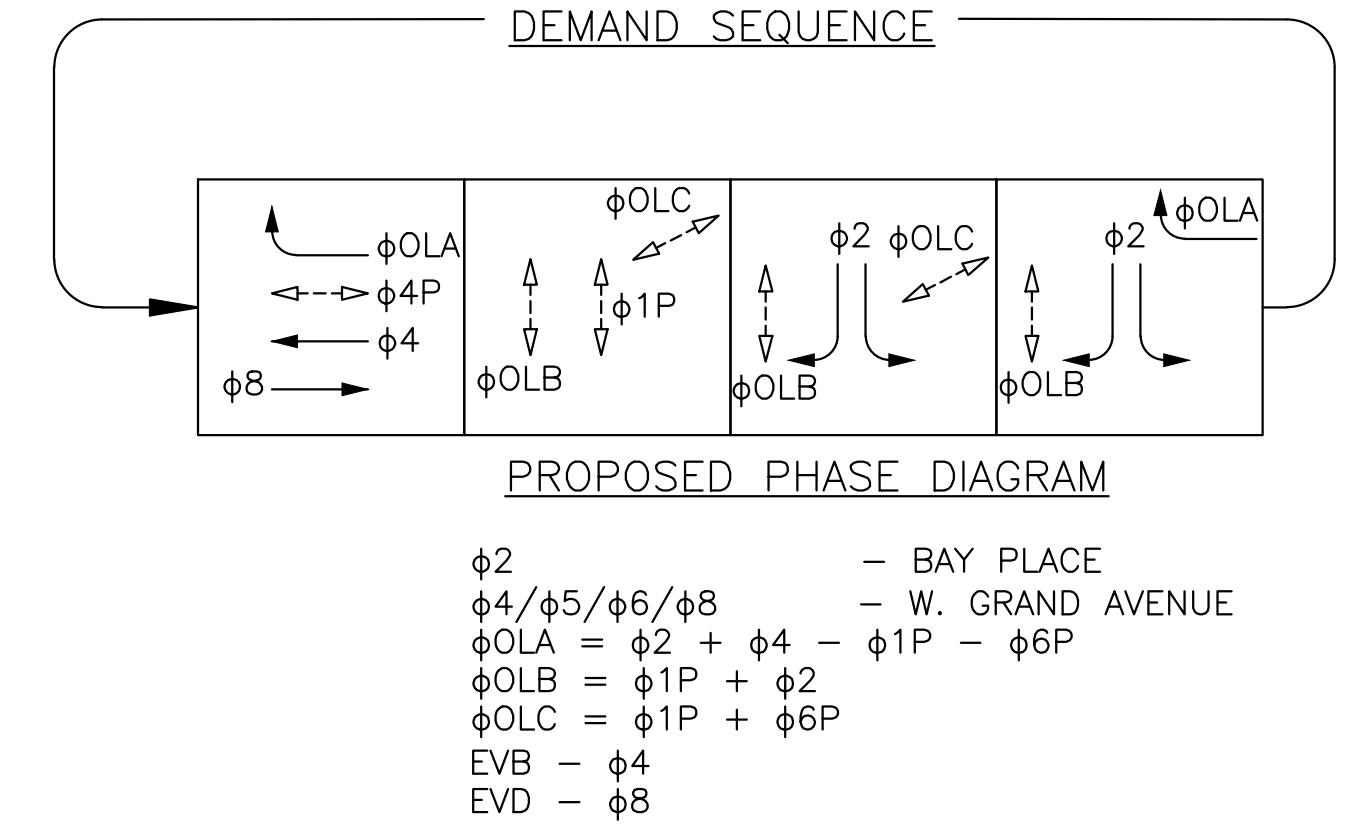 DEMAND SEQUENCE
ϕOLA
ϕ4P
ϕ4
ϕ8
ϕOLC
ϕ1P
ϕOLB
ϕ2 ϕOLC
ϕOLB
ϕOLA
ϕ2
ϕOLB
PROPOSED PHASE DIAGRAM
ϕ2 – BAY PLACE
ϕ4/ϕ5/ϕ6/ϕ8 – W. GRAND AVENUE
ϕOLA = ϕ2 + ϕ4 – ϕ1P – ϕ6P
ϕOLB = ϕ1P + ϕ2
ϕOLC = ϕ1P + ϕ6P
EVB – ϕ4
EVD – ϕ8